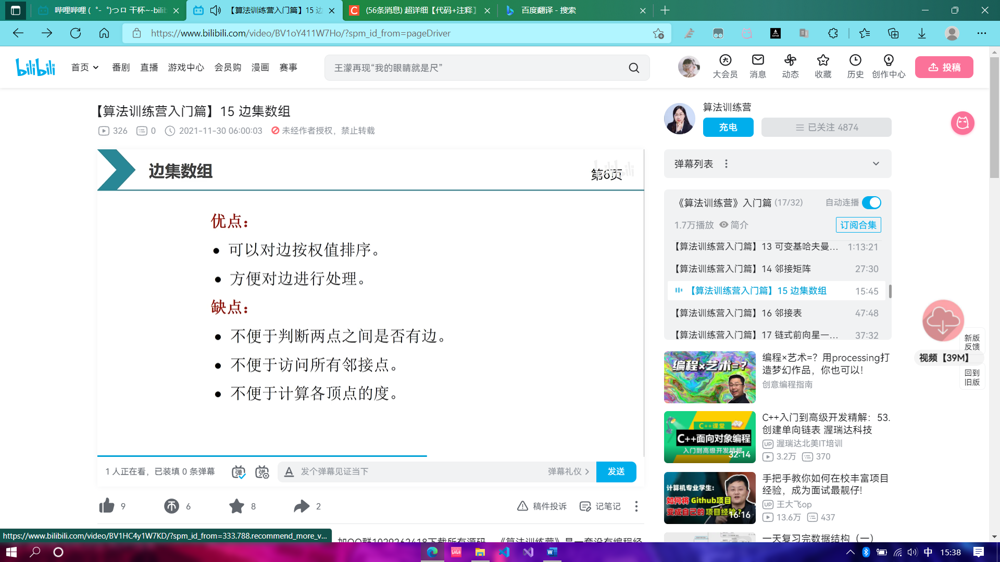 哔哩哔哩 (゜-゜)つロ 干杯~-bilib
【算法训练营入门篇】15 边
(56条消息) 超详细【代码+注释】
百度翻译 - 搜索
https://www.bilibili.com/video/BV1oY411W7Ho/?spm_id_from=pageDriver
bilibili
首页
番剧
直播
游戏中心
会员购
漫画
赛事
王濛再现“我的眼睛就是尺”
大会员
消息
动态
收藏
历史
创作中心
投稿
【算法训练营入门篇】15 边集数组
326
0
2021-11-30 06:00:03
未经作者授权，禁止转载
算法训练营
充电
已关注 4874
边集数组
bilibili
第6页
优点：
• 可以对边按权值排序。
• 方便对边进行处理。
缺点：
• 不便于判断两点之间是否有边。
• 不便于访问所有邻接点。
• 不便于计算各顶点的度。
弹幕列表
《算法训练营》入门篇 (17/32)
自动连播
1.7万播放
简介
订阅合集
【算法训练营入门篇】13 可变基哈夫曼... 1:13:21
【算法训练营入门篇】14 邻接矩阵 27:30
【算法训练营入门篇】15 边集数组 15:45
【算法训练营入门篇】16 邻接表 47:48
【算法训练营入门篇】17 链式前向星一... 37:32
新版
反馈
视频【39M】
回到
旧版
编程×艺术=？
编程×艺术=？用processing打
造梦幻作品，你也可以！
创意编程指南
C++课堂
C++面向对象编程
入门到高级开发精解
32:14
C++入门到高级开发精解：53.
创建单向链表 渥瑞达科技
UP 渥瑞达北美IT培训
3.2万
370
计算机专业学生：
如何将 Github项目
变成自己的 项目经验？
16:16
手把手教你如何在校丰富项目
经验，成为面试最靓仔!
UP 王大飞op
13.6万
437
一天复习完数据结构（一）
1 人正在看，已装填 0 条弹幕
弹
弹
A
发个弹幕见证当下
弹幕礼仪
发送
9
6
8
2
稿件投诉
记笔记
https://www.bilibili.com/video/BV1HC4y1W7KD/?spm_id_from=333.788.recommend_more_v...
加QQ群1029262418下载所有源码 《算法训练营》是一套没有编程经
中
15:38